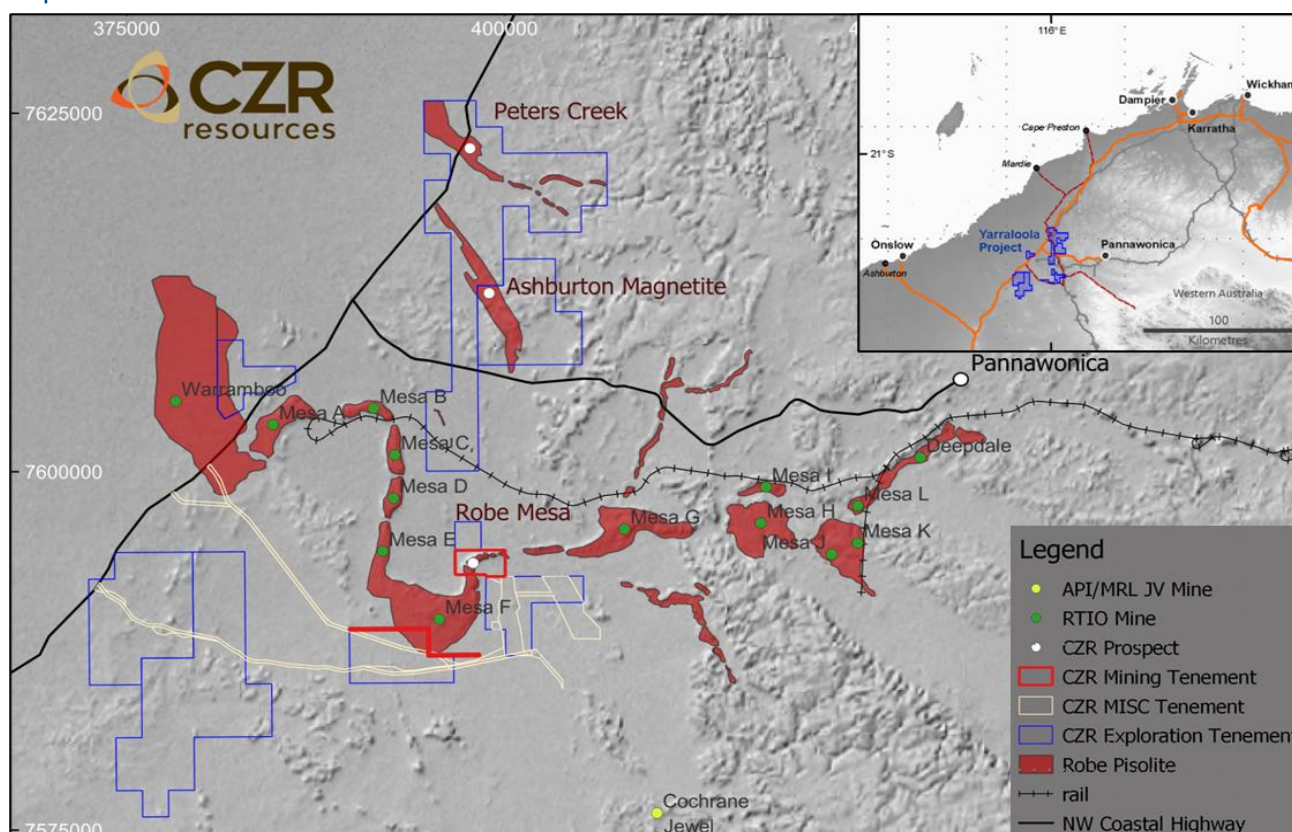 375000
400000
CZR
resources
7625000
Peters Creek
Ashburton Magnetite
Warramboo
Mesa A
Mesa B
Mesa C,
Mesa D
7600000
Mesa E
Robe Mesa
Mesa F
Mesa G
Mesa I
Mesa H
Mesa J
Mesa L
Mesa K
Deepdale
Pannawonica
Cochrane
Jewel
7575000
116°E
Wickham
Dampier
Karratha
Cape Preston
21°S
Mardie
Yarraloola
Project
Onslow
Pannawonica
Ashburton
Western Australia
100
Kilometres
Legend
API/MRL JV Mine
RTIO Mine
CZR Prospect
CZR Mining Tenement
CZR MISC Tenement
CZR Exploration Tenement
Robe Pisolite
rail
NW Coastal Highway